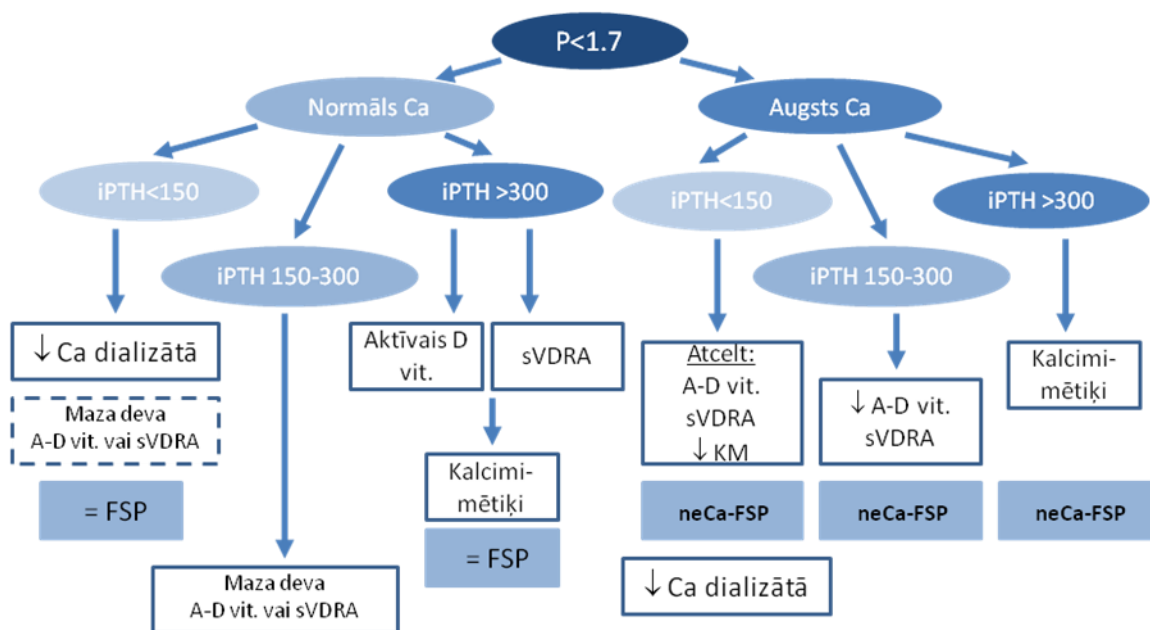 P<1.7
Normāls Ca
Augsts Ca
iPTH<150
iPTH >300
iPTH<150
iPTH >300
iPTH 150-300
iPTH 150-300
↓ Ca dializātā
Aktīvais D
vit.
sVDRA
Atcelt:
A-D vit.
sVDRA
↓ KM
↓ A-D vit.
sVDRA
Kalcimi-
mētiķi
Maza deva
A-D vit. vai sVDRA
Kalcimi-
mētiķi
= FSP
= FSP
neCa-FSP
neCa-FSP
neCa-FSP
Maza deva
A-D vit. vai sVDRA
↓ Ca dializātā